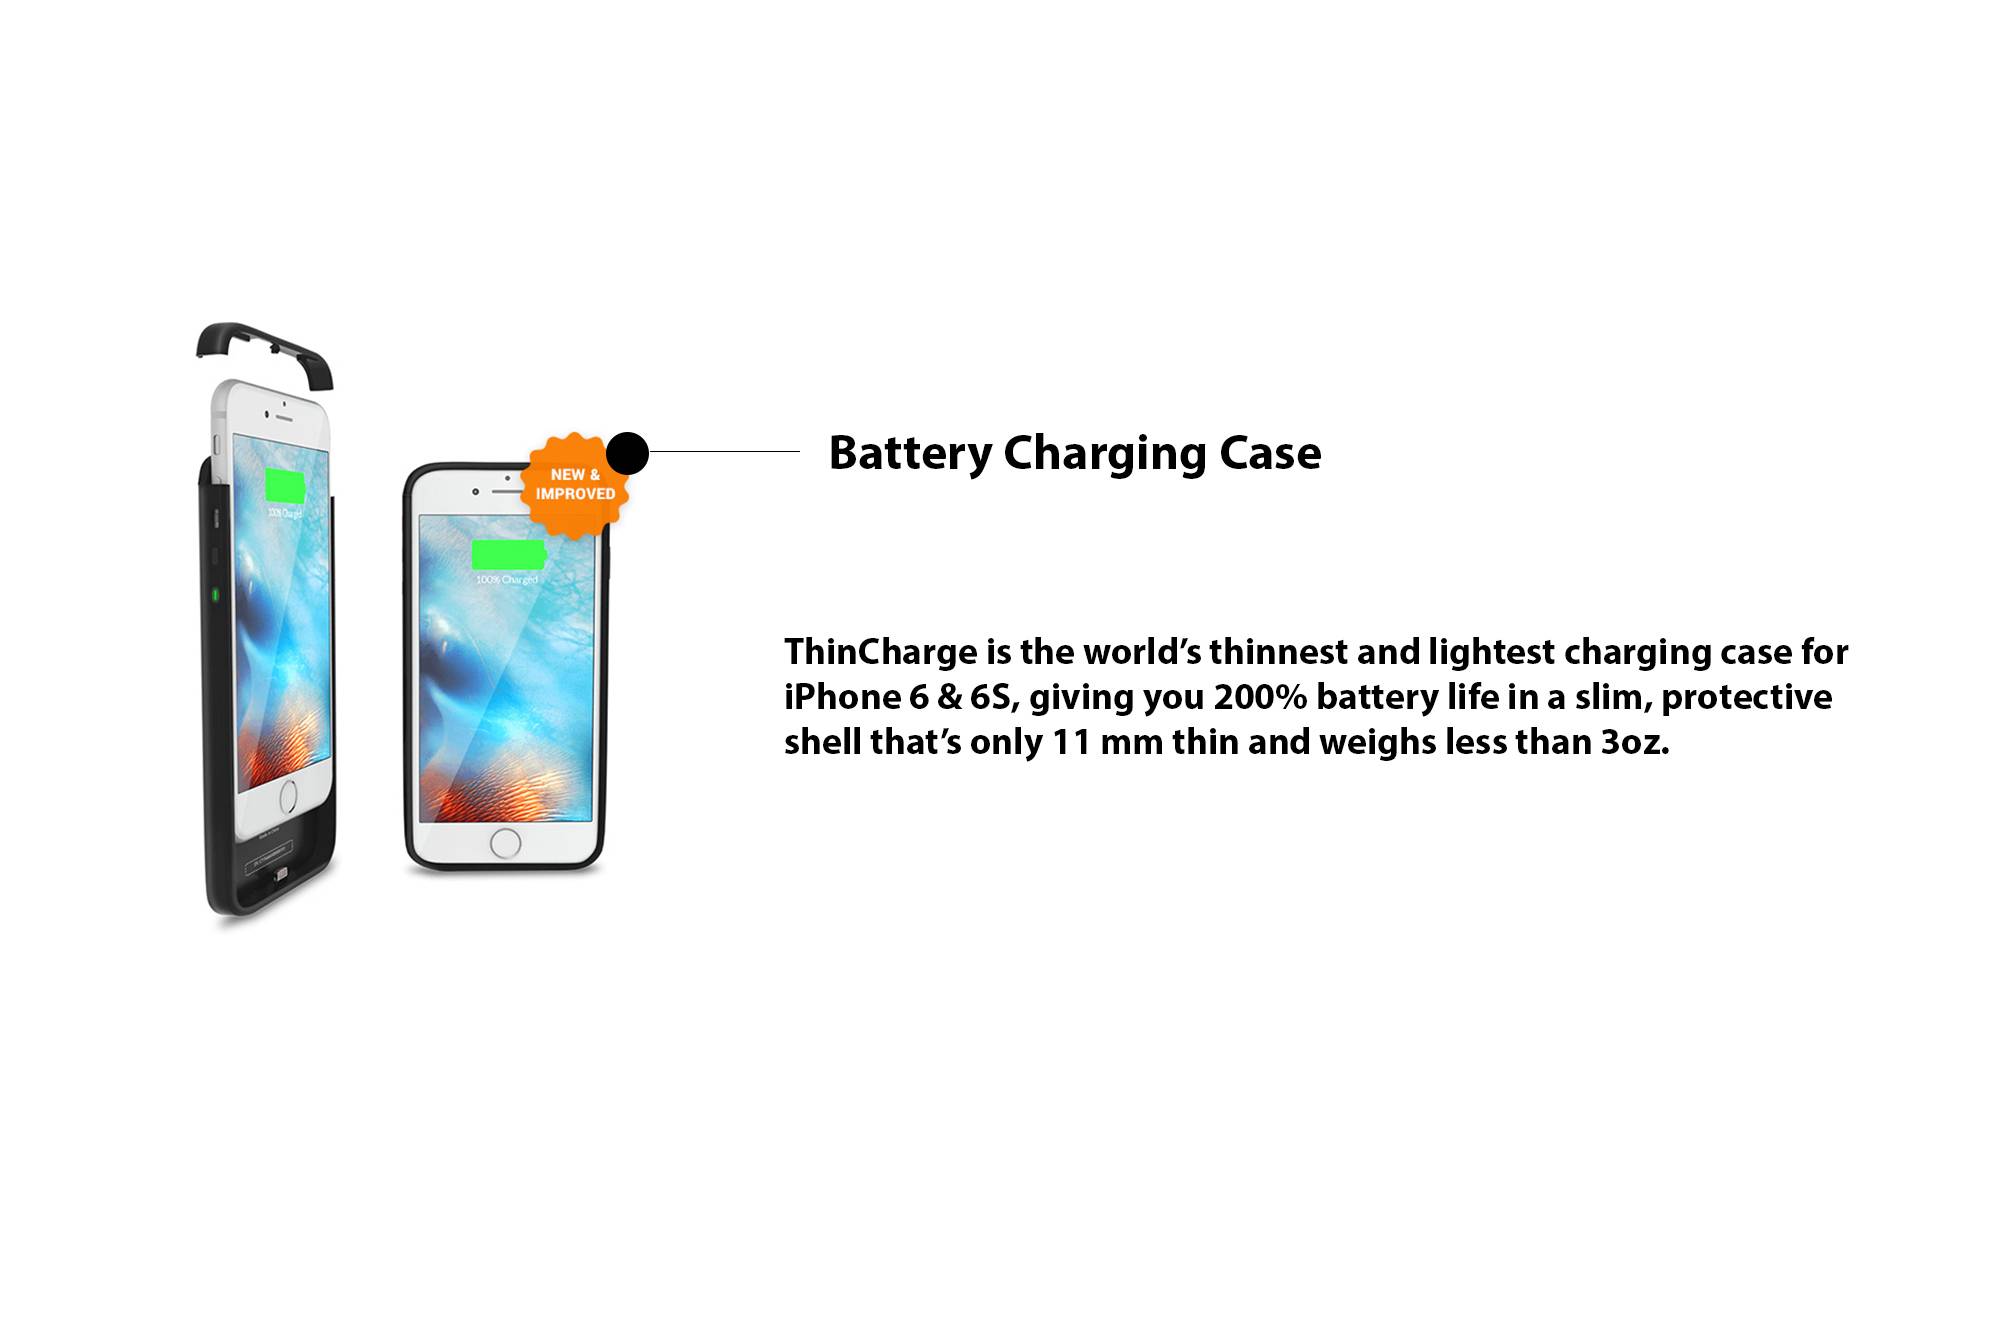 NEW &
IMPROVED
Battery Charging Case
100% Charged
100% Charged
ThinCharge is the world’s thinnest and lightest charging case for
iPhone 6 & 6S, giving you 200% battery life in a slim, protective
shell that’s only 11 mm thin and weighs less than 3oz.